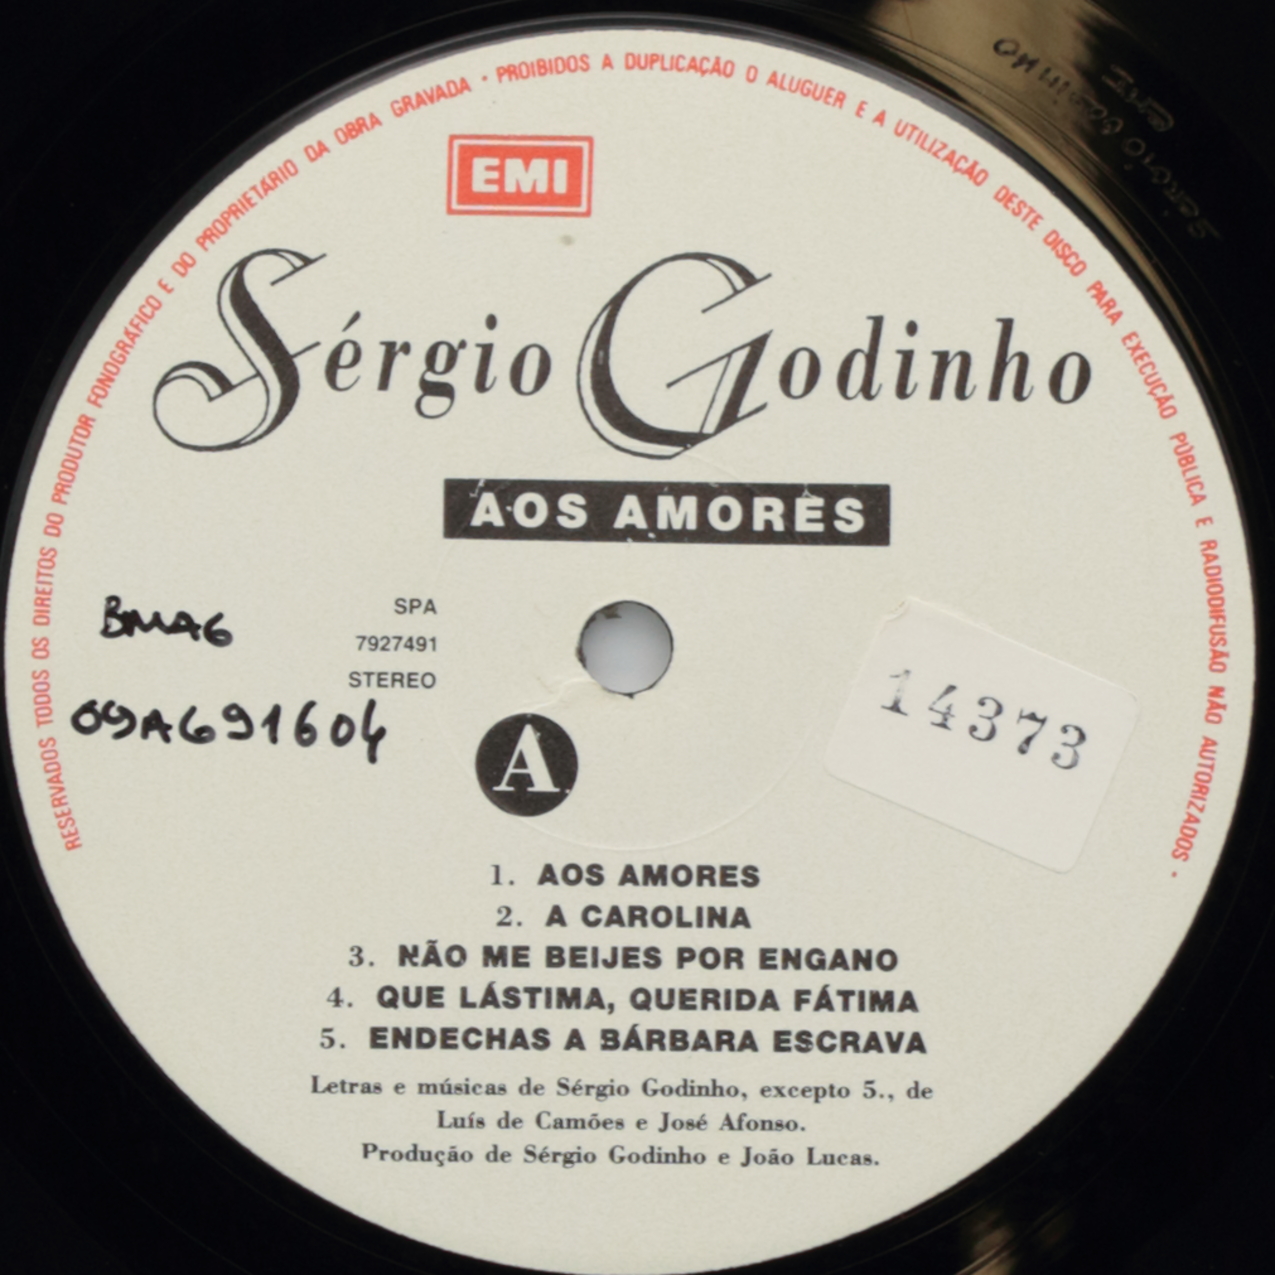 RESERVADOS TODOS OS DIREITOS DO PRODUTOR FONOGRÁFICO E DO PROPRIETÁRIO DA OBRA GRAVADA · PROIBIDOS A DUPLICAÇÃO O ALUGUER E A UTILIZAÇÃO DESTE DISCO PARA EXECUÇÃO PÚBLICA E RADIODIFUSÃO NÃO AUTORIZADOS ·
EMI
Sérgio Godinho
AOS AMORES
SPA
7927491
STEREO
BMAG
09A691604
14373
A
1. AOS AMORES
2. A CAROLINA
3. NÃO ME BEIJES POR ENGANO
4. QUE LÁSTIMA, QUERIDA FÁTIMA
5. ENDECHAS A BÁRBARA ESCRAVA
Letras e músicas de Sérgio Godinho, excepto 5., de
Luís de Camões e José Afonso.
Produção de Sérgio Godinho e João Lucas.